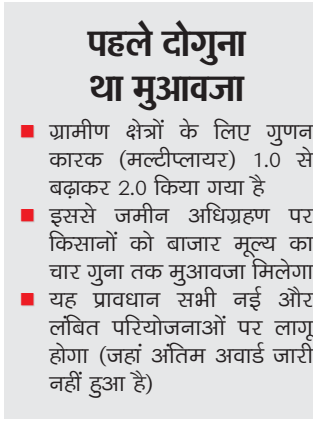 पहले दोगुना
था मुआवजा
ग्रामीण क्षेत्रों के लिए गुणन
कारक (मल्टीप्लायर) 1.0 से
बढ़ाकर 2.0 किया गया है
इससे जमीन अधिग्रहण पर
किसानों को बाजार मूल्य का
चार गुना तक मुआवजा मिलेगा
यह प्रावधान सभी नई और
लंबित परियोजनाओं पर लागू
होगा (जहां अंतिम अवार्ड जारी
नहीं हुआ है)